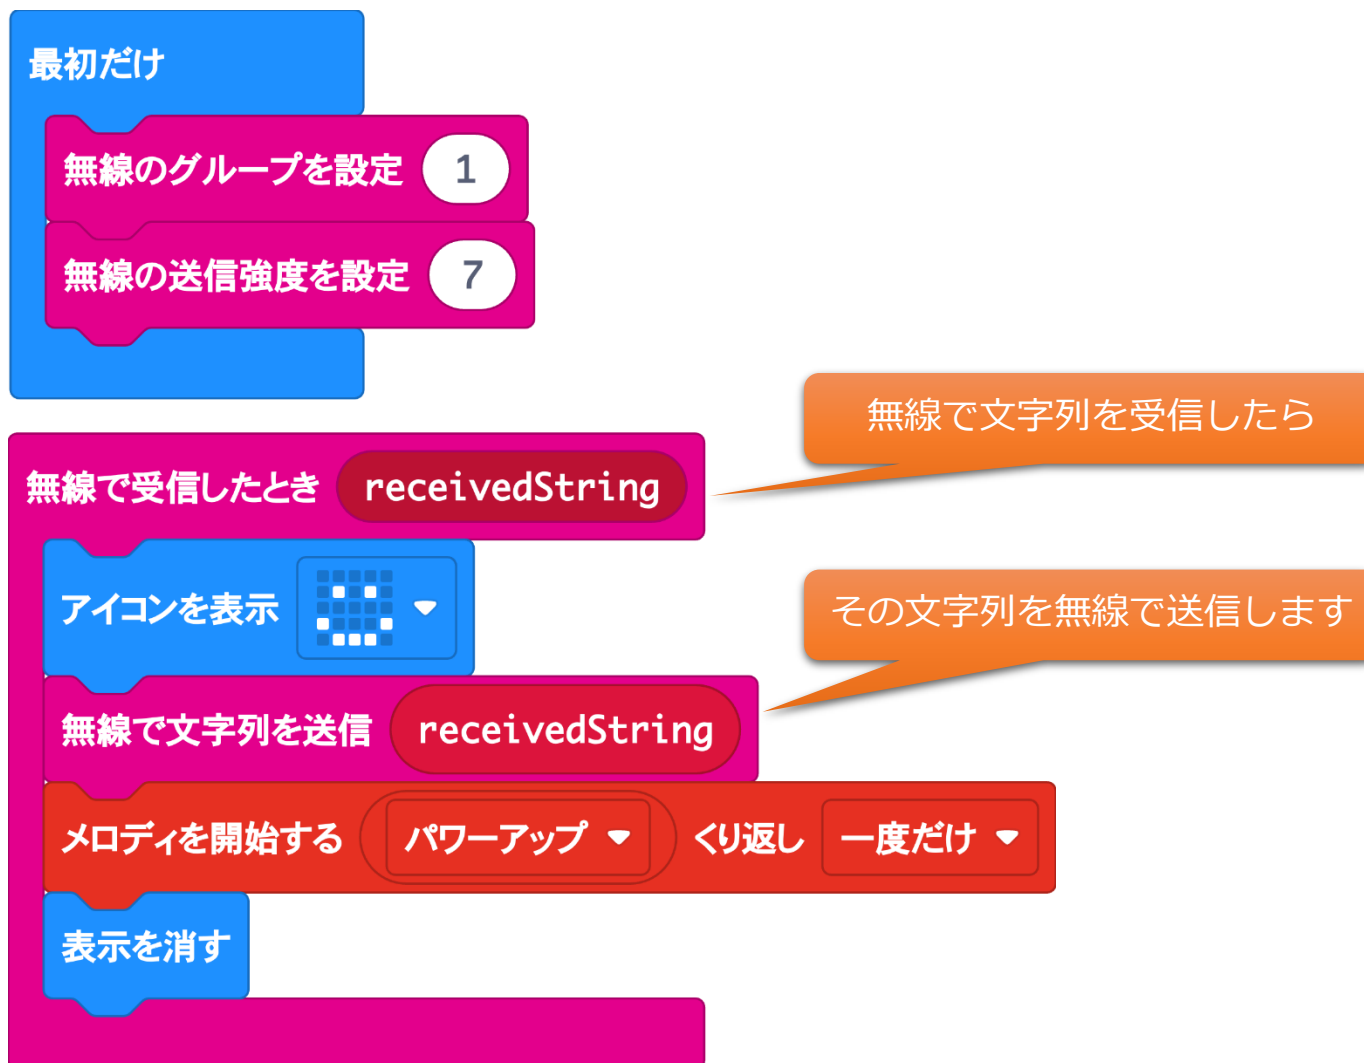 最初だけ
無線のグループを設定 1
無線の送信強度を設定 7
無線で文字列を受信したら
無線で受信したとき receivedString
アイコンを表示
その文字列を無線で送信します
無線で文字列を送信 receivedString
メロディを開始する パワーアップ くり返し 一度だけ
表示を消す